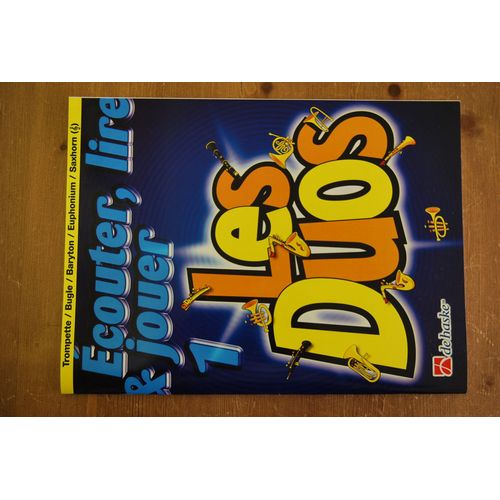 Trompette / Bugle / Baryton / Euphonium / Saxhorn (𝄞)
Écouter, lire
& jouer
1
Les
Duos
de haske